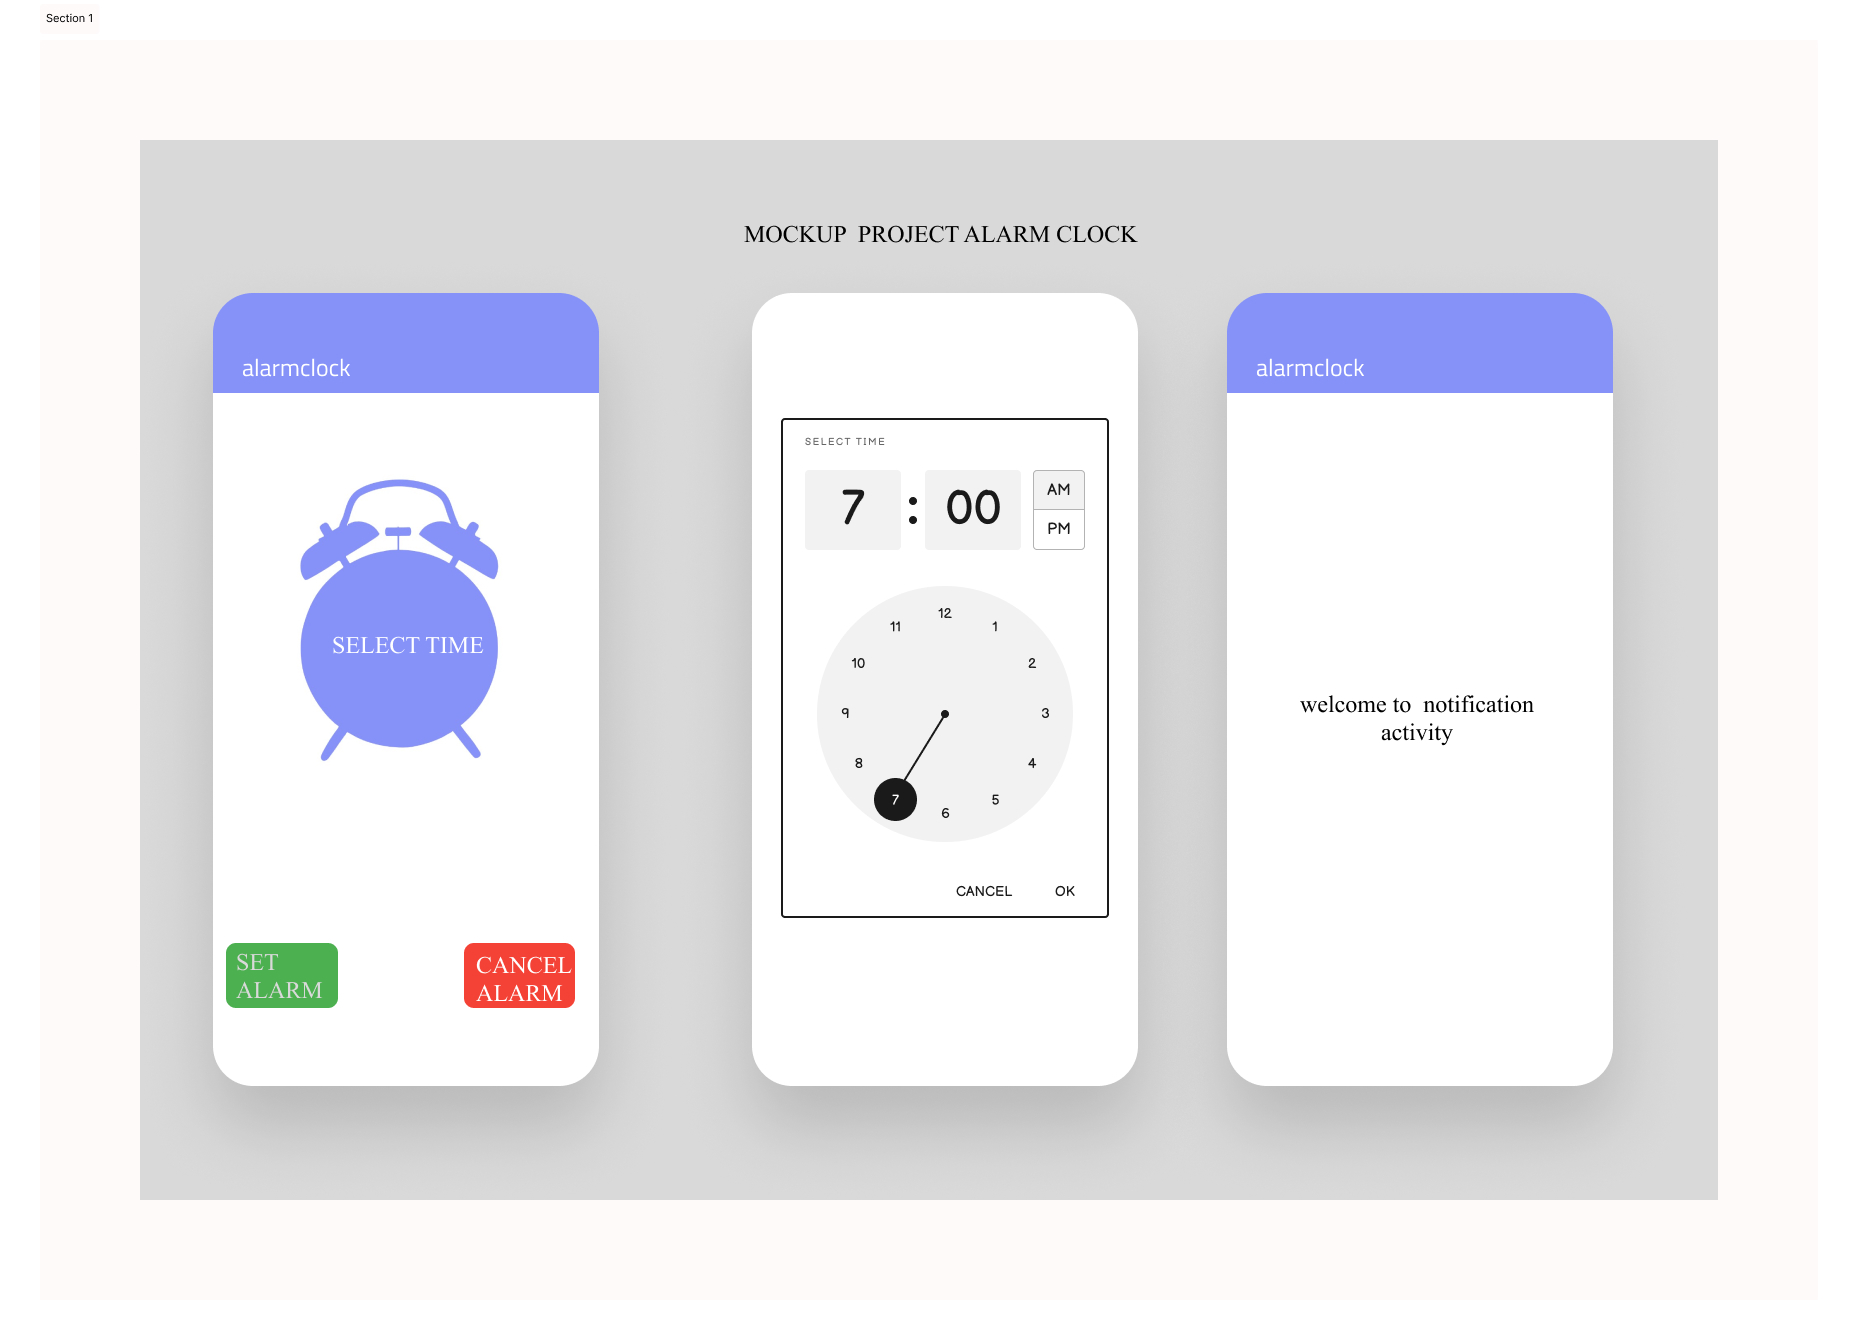 Section 1
MOCKUP  PROJECT ALARM CLOCK
alarmclock
SELECT TIME
SET
ALARM
CANCEL
ALARM
SELECT TIME
7 : 00
AM
PM
12
11
1
10
2
9
3
8
4
7
5
6
CANCEL
OK
alarmclock
welcome to  notification
activity